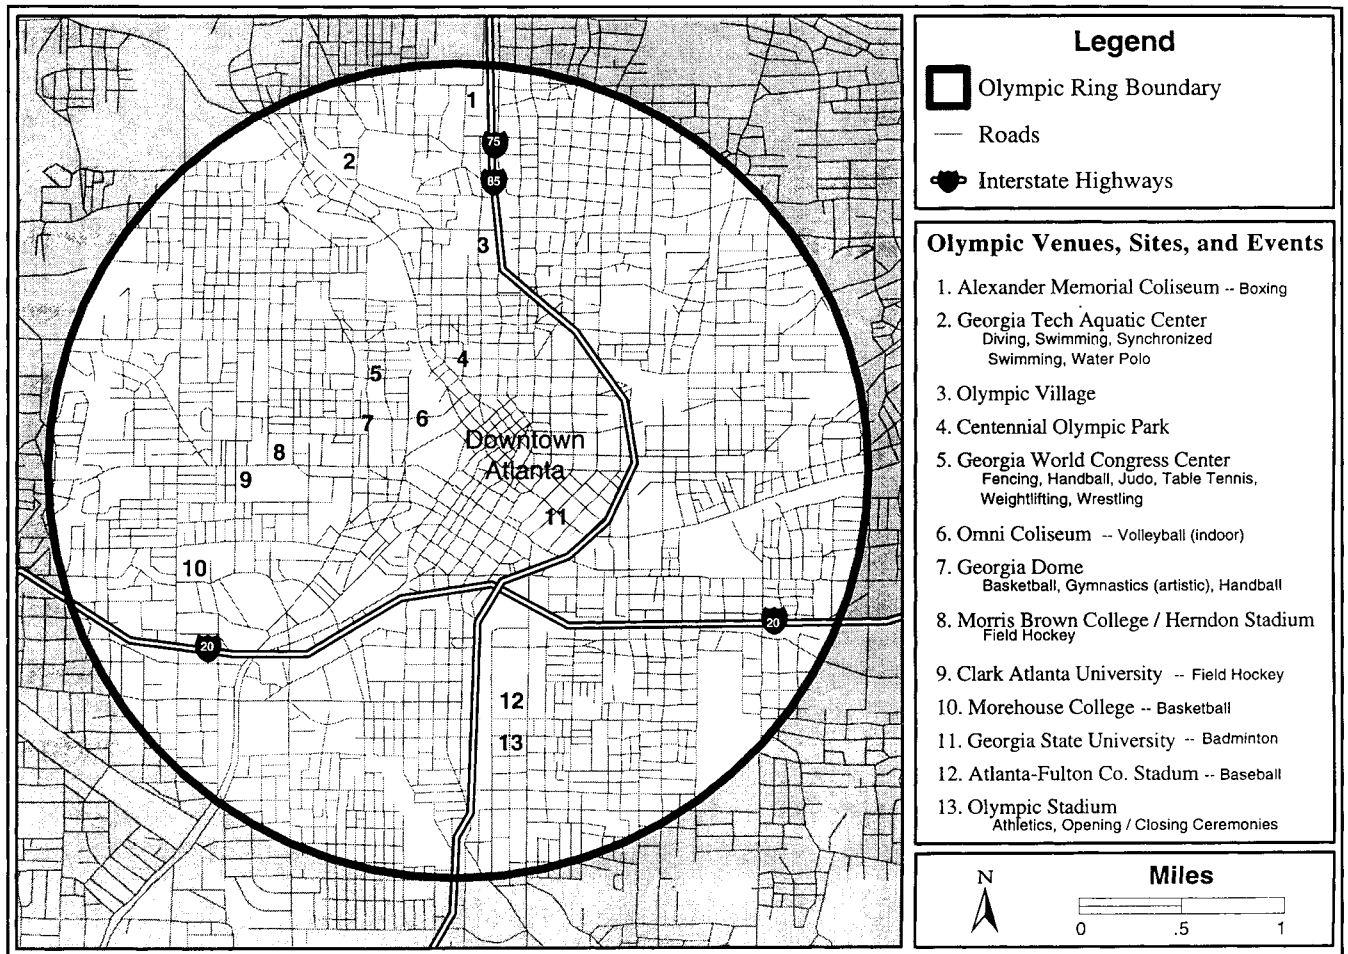 1
75
2
85
3
4
5
7
6
Downtown
8
Atlanta
9
11
10
20
20
12
13
Legend
Olympic Ring Boundary
Roads
Interstate Highways
Olympic Venues, Sites, and Events
1. Alexander Memorial Coliseum -- Boxing
2. Georgia Tech Aquatic Center
Diving, Swimming, Synchronized
Swimming, Water Polo
3. Olympic Village
4. Centennial Olympic Park
5. Georgia World Congress Center
Fencing, Handball, Judo, Table Tennis,
Weightlifting, Wrestling
6. Omni Coliseum -- Volleyball (indoor)
7. Georgia Dome
Basketball, Gymnastics (artistic), Handball
8. Morris Brown College / Herndon Stadium
Field Hockey
9. Clark Atlanta University -- Field Hockey
10. Morehouse College -- Basketball
11. Georgia State University -- Badminton
12. Atlanta-Fulton Co. Stadum -- Baseball
13. Olympic Stadium
Athletics, Opening / Closing Ceremonies
N
Miles
0 .5 1